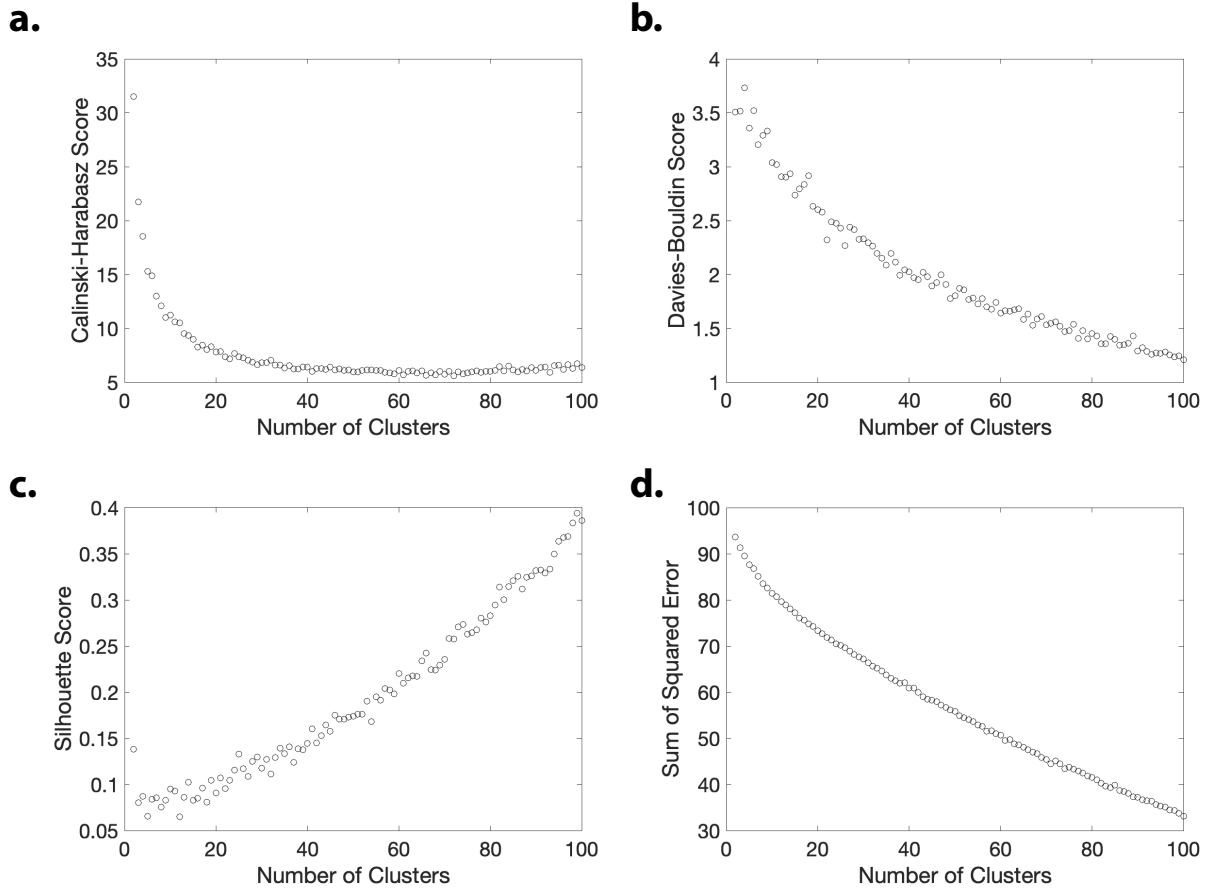 a.
35
30
25
20
15
10
5
0 20 40 60 80 100
Calinski-Harabasz Score
Number of Clusters
b.
4
3.5
3
2.5
2
1.5
1
0 20 40 60 80 100
Davies-Bouldin Score
Number of Clusters
c.
0.4
0.35
0.3
0.25
0.2
0.15
0.1
0.05
0 20 40 60 80 100
Silhouette Score
Number of Clusters
d.
100
90
80
70
60
50
40
30
0 20 40 60 80 100
Sum of Squared Error
Number of Clusters